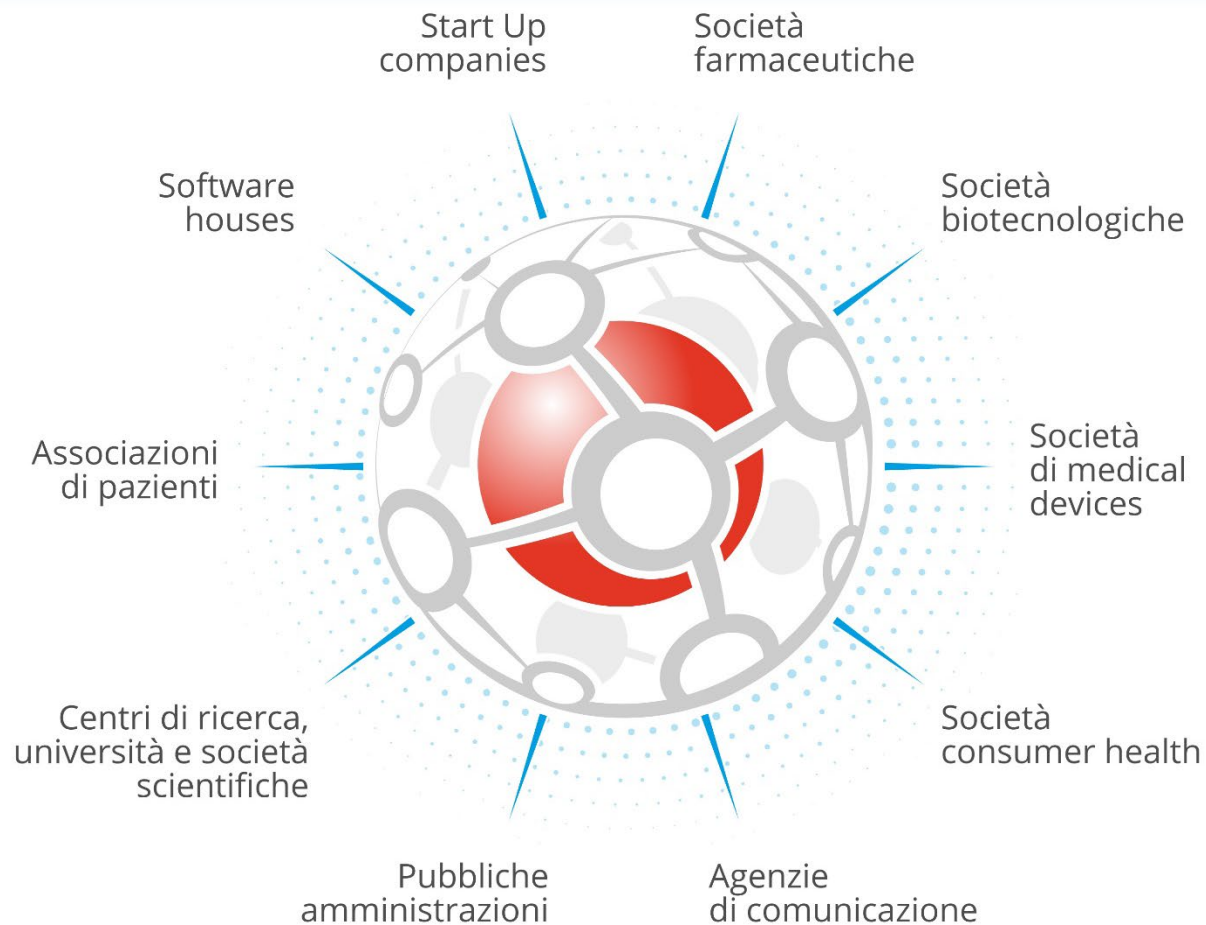 Start Up
companies
Società
farmaceutiche
Software
houses
Società
biotecnologiche
Associazioni
di pazienti
Società
di medical
devices
Centri di ricerca,
università e società
scientifiche
Società
consumer health
Pubbliche
amministrazioni
Agenzie
di comunicazione